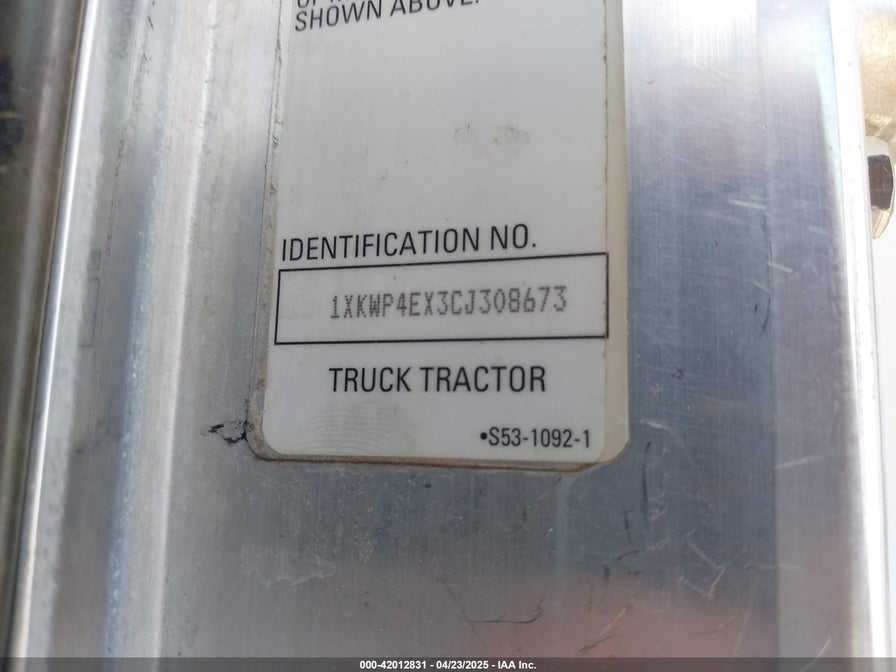 SHOWN ABOVE.
IDENTIFICATION NO.
1XKWP4EX3CJ308673
TRUCK TRACTOR
•S53-1092-1
000-42012831 - 04/23/2025 - IAA Inc.